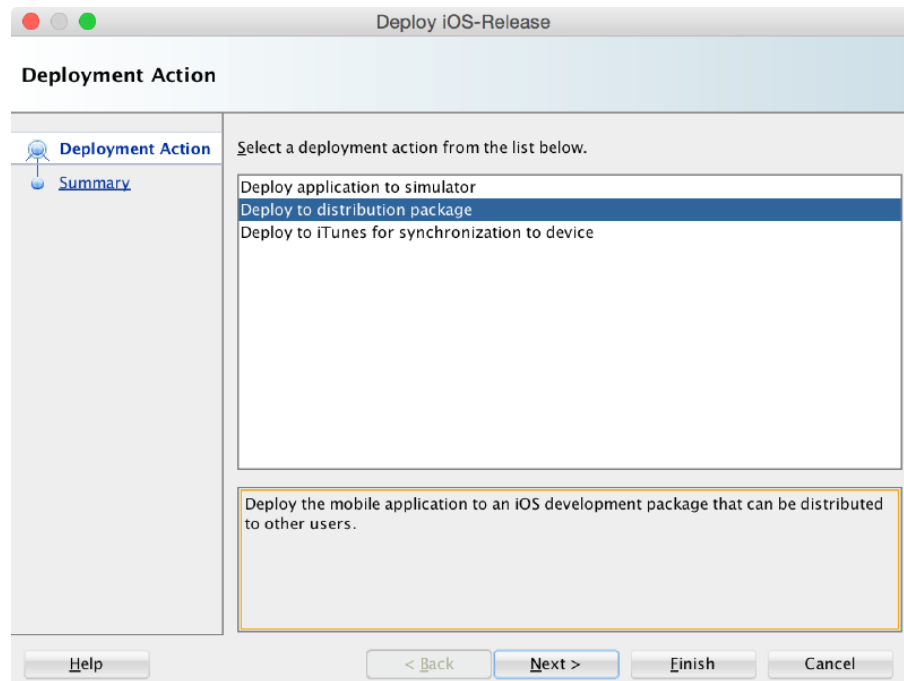 Deploy iOS-Release
Deployment Action
Deployment Action
Summary
Select a deployment action from the list below.
Deploy application to simulator
Deploy to distribution package
Deploy to iTunes for synchronization to device
Deploy the mobile application to an iOS development package that can be distributed
to other users.
Help
< Back
Next >
Finish
Cancel